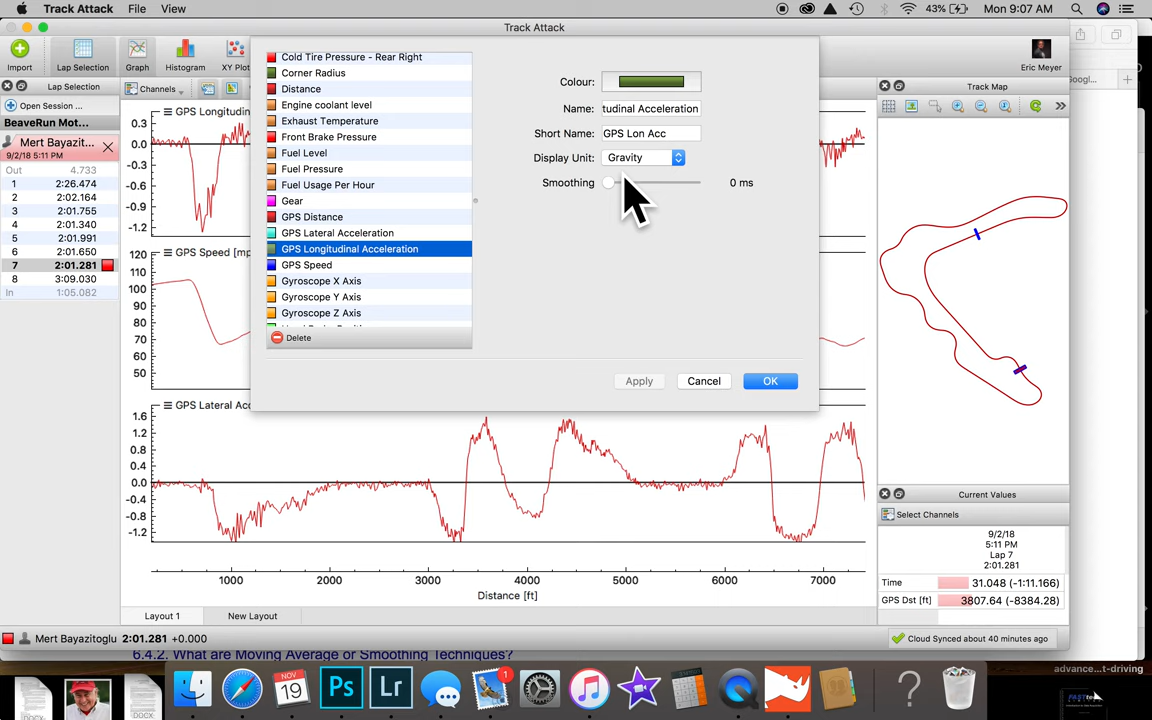 Track Attack File View 43% Mon 9:07 AM
Track Attack
Import Lap Selection Graph Histogram XY Plot Eric Meyer Googl...
Lap Selection
Open Session ...
BeaveRun Mot...
Mert Bayazit...
9/2/18 5:11 PM
Out 4.733
1 2:26.474
2 2:02.164
3 2:01.755
4 2:01.340
5 2:01.991
6 2:01.650
7 2:01.281
8 3:09.030
In 1:05.082
Channels
GPS Longitudin
0.3
0.0
-0.3
-0.6
-0.9
-1.2
GPS Speed [mp
120
110
100
90
80
70
60
50
GPS Lateral Acc
1.6
1.2
0.8
0.4
0.0
-0.4
-0.8
-1.2
1000 2000 3000 4000 5000 6000 7000
Distance [ft]
Layout 1 New Layout
Cold Tire Pressure - Rear Right
Corner Radius
Distance
Engine coolant level
Exhaust Temperature
Front Brake Pressure
Fuel Level
Fuel Pressure
Fuel Usage Per Hour
Gear
GPS Distance
GPS Lateral Acceleration
GPS Longitudinal Acceleration
GPS Speed
Gyroscope X Axis
Gyroscope Y Axis
Gyroscope Z Axis
Delete
Colour:
Name: tudinal Acceleration
Short Name: GPS Lon Acc
Display Unit: Gravity
Smoothing 0 ms
Apply Cancel OK
Track Map
Current Values
Select Channels
9/2/18
5:11 PM
Lap 7
2:01.281
Time 31.048 (-1:11.166)
GPS Dst [ft] 3807.64 (-8384.28)
Mert Bayazitoglu 2:01.281 +0.000
Cloud Synced about 40 minutes ago
6.4.2. What are Moving Average or Smoothing Techniques?
advance...t-driving
NOV
19
Ps
Lr
1
?
DOCX
DOCX